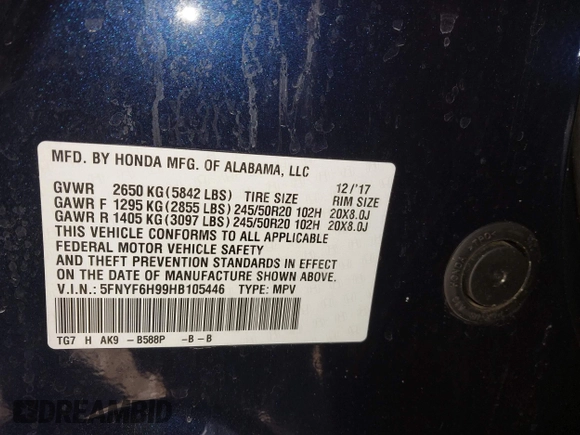 MFD. BY HONDA MFG. OF ALABAMA, LLC
GVWR 2650 KG(5842 LBS) TIRE SIZE 12/'17 RIM SIZE
GAWR F 1295 KG(2855 LBS)245/50R20 102H 20X8.0J
GAWR R 1405 KG(3097 LBS)245/50R20 102H 20X8.0J
THIS VEHICLE CONFORMS TO ALL APPLICABLE
FEDERAL MOTOR VEHICLE SAFETY
AND THEFT PREVENTION STANDARDS IN EFFECT
ON THE DATE OF MANUFACTURE SHOWN ABOVE.
V.I.N.: 5FNYF6H99HB105446 TYPE: MPV
TG7 H AK9 -B588P -B-B
DREAMBID